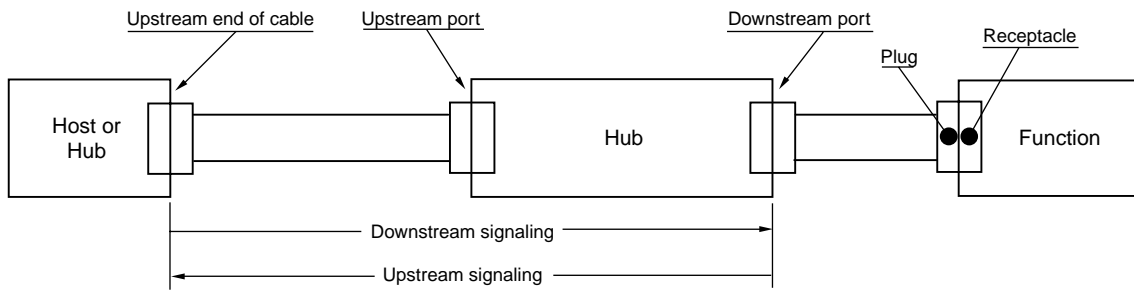 Upstream end of cable
Upstream port
Downstream port
Receptacle
Plug
Host or
Hub
Hub
Function
Downstream signaling
Upstream signaling